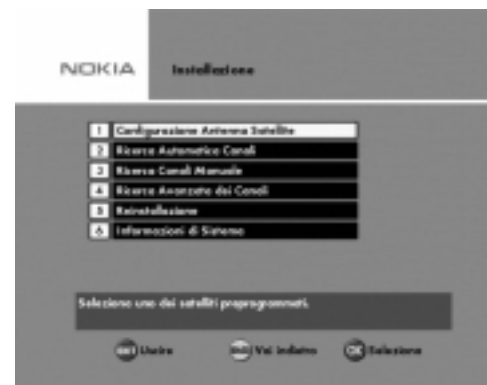 NOKIA
Installazione
1 Configurazione Antenna Satellite
2 Ricerca Automatica Canali
3 Ricerca Canali Manuale
4 Ricerca Avanzata dei Canali
5 Reinstallazione
6 Informazioni di Sistema
Selezione uno dei satelliti preprogrammati.
Uscire Vai indietro OK Seleziona